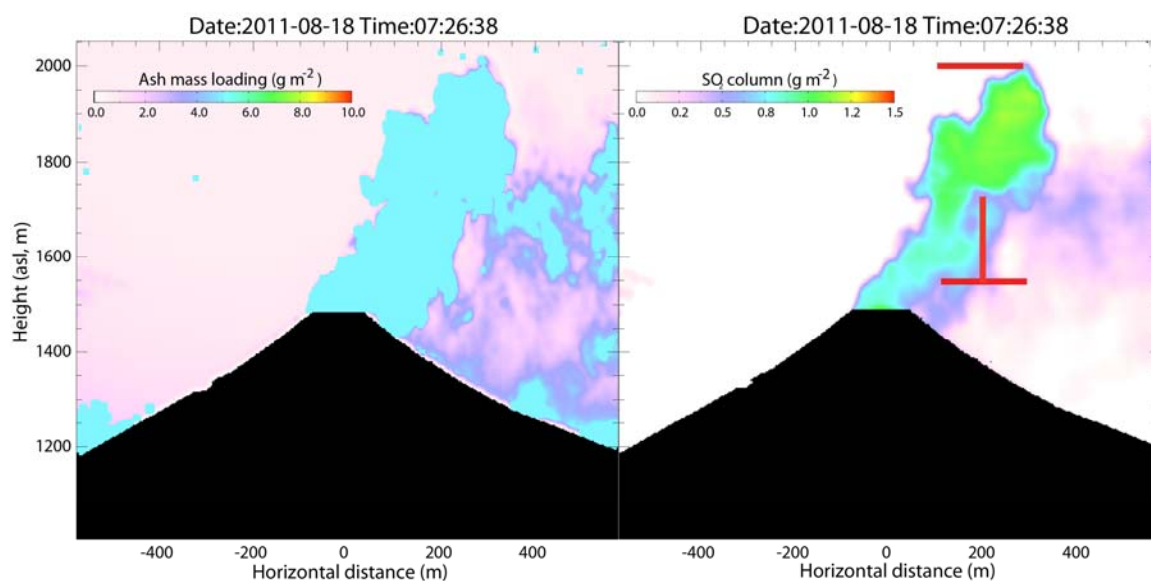 Date:2011-08-18 Time:07:26:38
Date:2011-08-18 Time:07:26:38
Ash mass loading (g m⁻²)
0.0 2.0 4.0 6.0 8.0 10.0
SO₂ column (g m⁻²)
0.0 0.2 0.5 0.8 1.0 1.2 1.5
Height (asl, m)
2000
1800
1600
1400
1200
-400 -200 0 200 400
-400 -200 0 200 400
Horizontal distance (m)
Horizontal distance (m)